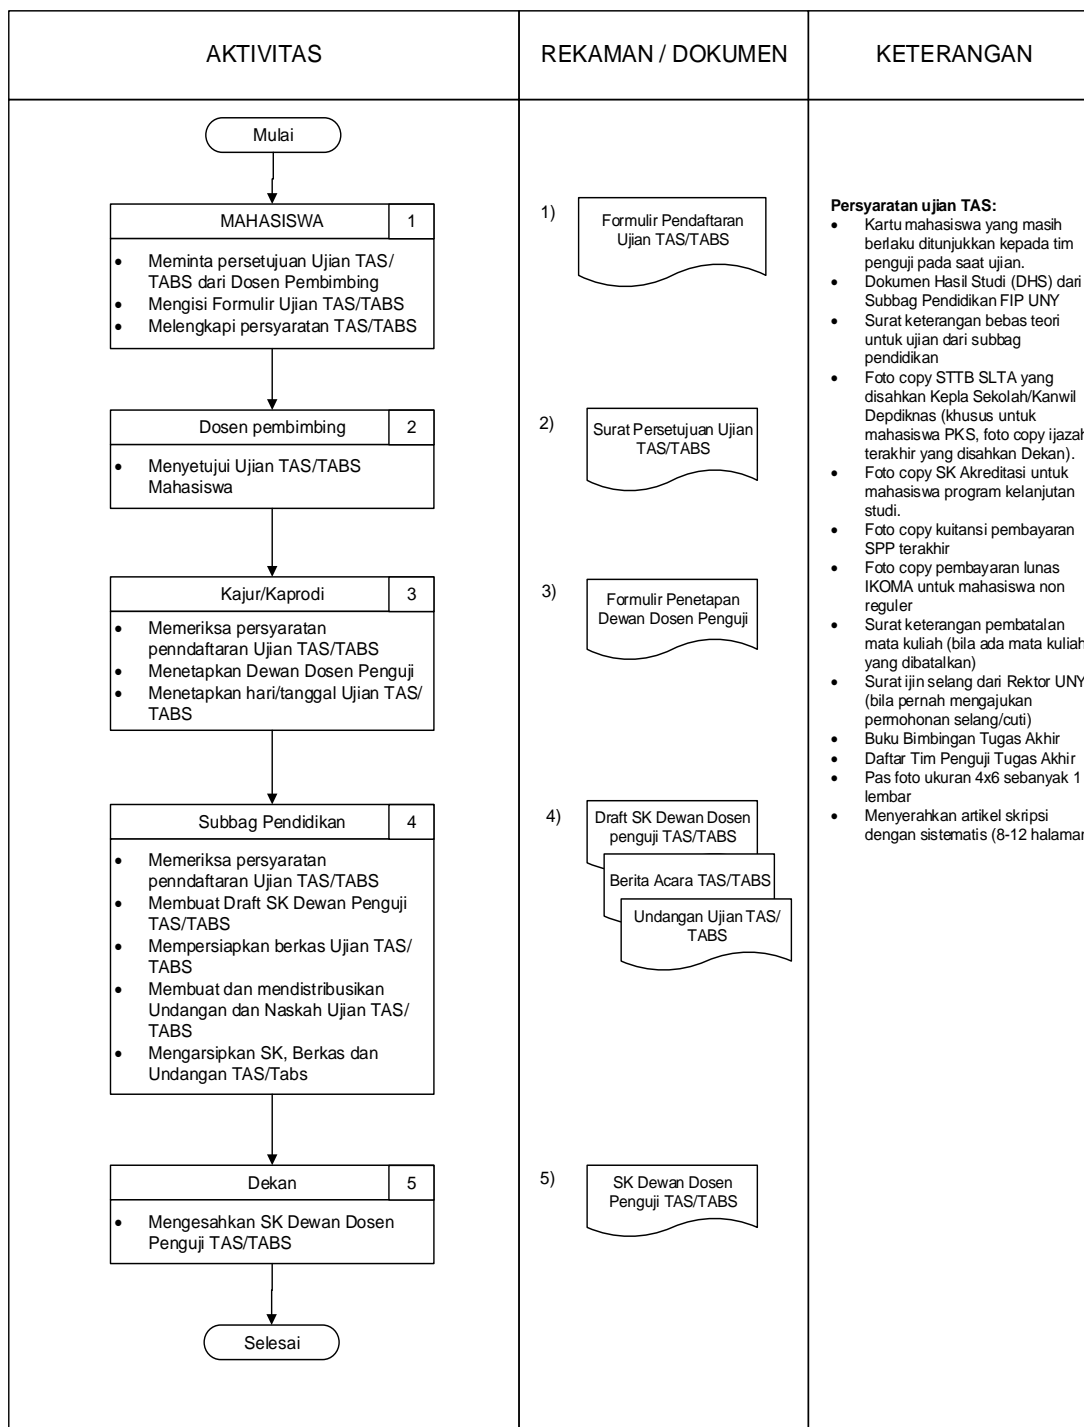 AKTIVITAS
REKAMAN / DOKUMEN
KETERANGAN
Mulai
MAHASISWA
1
• Meminta persetujuan Ujian TAS/
TABS dari Dosen Pembimbing
• Mengisi Formulir Ujian TAS/TABS
• Melengkapi persyaratan TAS/TABS
Dosen pembimbing
2
• Menyetujui Ujian TAS/TABS
Mahasiswa
Kajur/Kaprodi
3
• Memeriksa persyaratan
penndaftaran Ujian TAS/TABS
• Menetapkan Dewan Dosen Penguji
• Menetapkan hari/tanggal Ujian TAS/
TABS
Subbag Pendidikan
4
• Memeriksa persyaratan
penndaftaran Ujian TAS/TABS
• Membuat Draft SK Dewan Penguji
TAS/TABS
• Mempersiapkan berkas Ujian TAS/
TABS
• Membuat dan mendistribusikan
Undangan dan Naskah Ujian TAS/
TABS
• Mengarsipkan SK, Berkas dan
Undangan TAS/Tabs
Dekan
5
• Mengesahkan SK Dewan Dosen
Penguji TAS/TABS
Selesai
1)
Formulir Pendaftaran
Ujian TAS/TABS
2)
Surat Persetujuan Ujian
TAS/TABS
3)
Formulir Penetapan
Dewan Dosen Penguji
4)
Draft SK Dewan Dosen
penguji TAS/TABS
Berita Acara TAS/TABS
Undangan Ujian TAS/
TABS
5)
SK Dewan Dosen
Penguji TAS/TABS
Persyaratan ujian TAS:
• Kartu mahasiswa yang masih
berlaku ditunjukkan kepada tim
penguji pada saat ujian.
• Dokumen Hasil Studi (DHS) dari
Subbag Pendidikan FIP UNY
• Surat keterangan bebas teori
untuk ujian dari subbag
pendidikan
• Foto copy STTB SLTA yang
disahkan Kepla Sekolah/Kanwil
Depdiknas (khusus untuk
mahasiswa PKS, foto copy ijazah
terakhir yang disahkan Dekan).
• Foto copy SK Akreditasi untuk
mahasiswa program kelanjutan
studi.
• Foto copy kuitansi pembayaran
SPP terakhir
• Foto copy pembayaran lunas
IKOMA untuk mahasiswa non
reguler
• Surat keterangan pembatalan
mata kuliah (bila ada mata kuliah
yang dibatalkan)
• Surat ijin selang dari Rektor UNY
(bila pernah mengajukan
permohonan selang/cuti)
• Buku Bimbingan Tugas Akhir
• Daftar Tim Penguji Tugas Akhir
• Pas foto ukuran 4x6 sebanyak 1
lembar
• Menyerahkan artikel skripsi
dengan sistematis (8-12 halaman